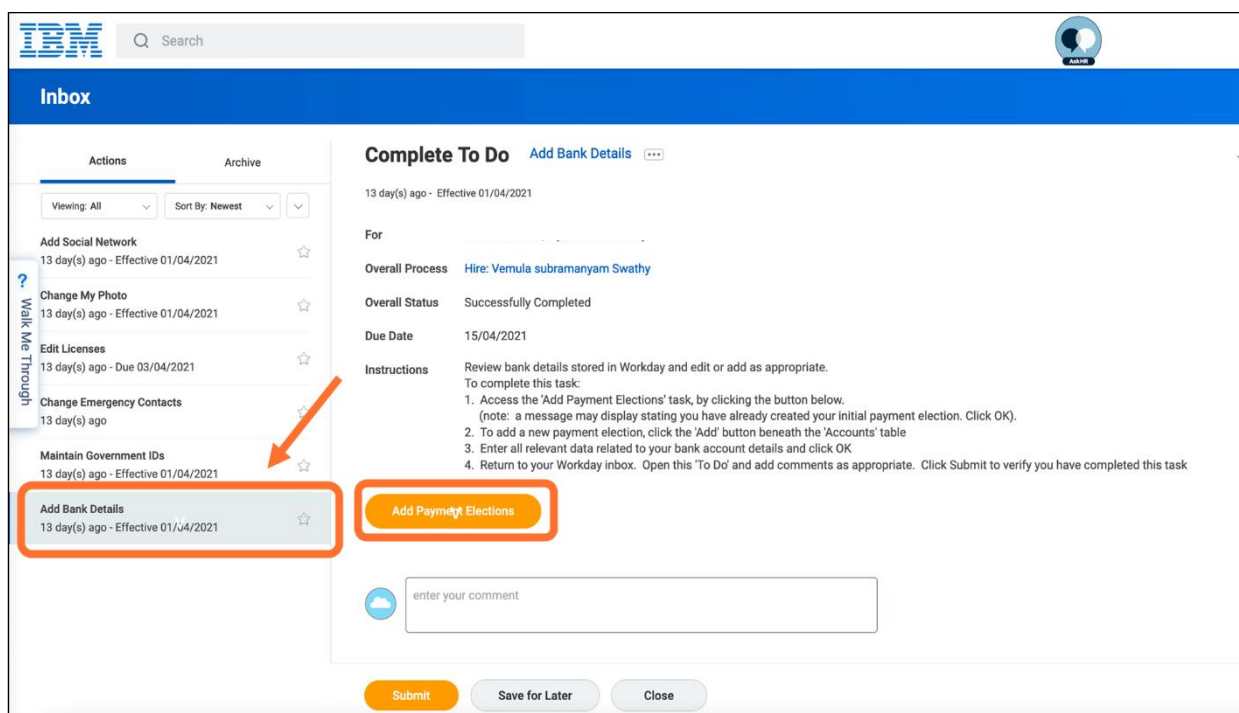 IBM
Search
AskHR
Inbox
Actions
Archive
Viewing: All
Sort By: Newest
Add Social Network
13 day(s) ago - Effective 01/04/2021
Change My Photo
13 day(s) ago - Effective 01/04/2021
Edit Licenses
13 day(s) ago - Due 03/04/2021
Change Emergency Contacts
13 day(s) ago
Maintain Government IDs
13 day(s) ago - Effective 01/04/2021
Add Bank Details
13 day(s) ago - Effective 01/04/2021
? Walk Me Through
Complete To Do Add Bank Details
13 day(s) ago - Effective 01/04/2021
For
Overall Process Hire: Vemula subramanyam Swathy
Overall Status Successfully Completed
Due Date 15/04/2021
Instructions Review bank details stored in Workday and edit or add as appropriate.
To complete this task:
1. Access the 'Add Payment Elections' task, by clicking the button below.
(note: a message may display stating you have already created your initial payment election. Click OK).
2. To add a new payment election, click the 'Add' button beneath the 'Accounts' table
3. Enter all relevant data related to your bank account details and click OK
4. Return to your Workday inbox. Open this 'To Do' and add comments as appropriate. Click Submit to verify you have completed this task
Add Payment Elections
enter your comment
Submit
Save for Later
Close